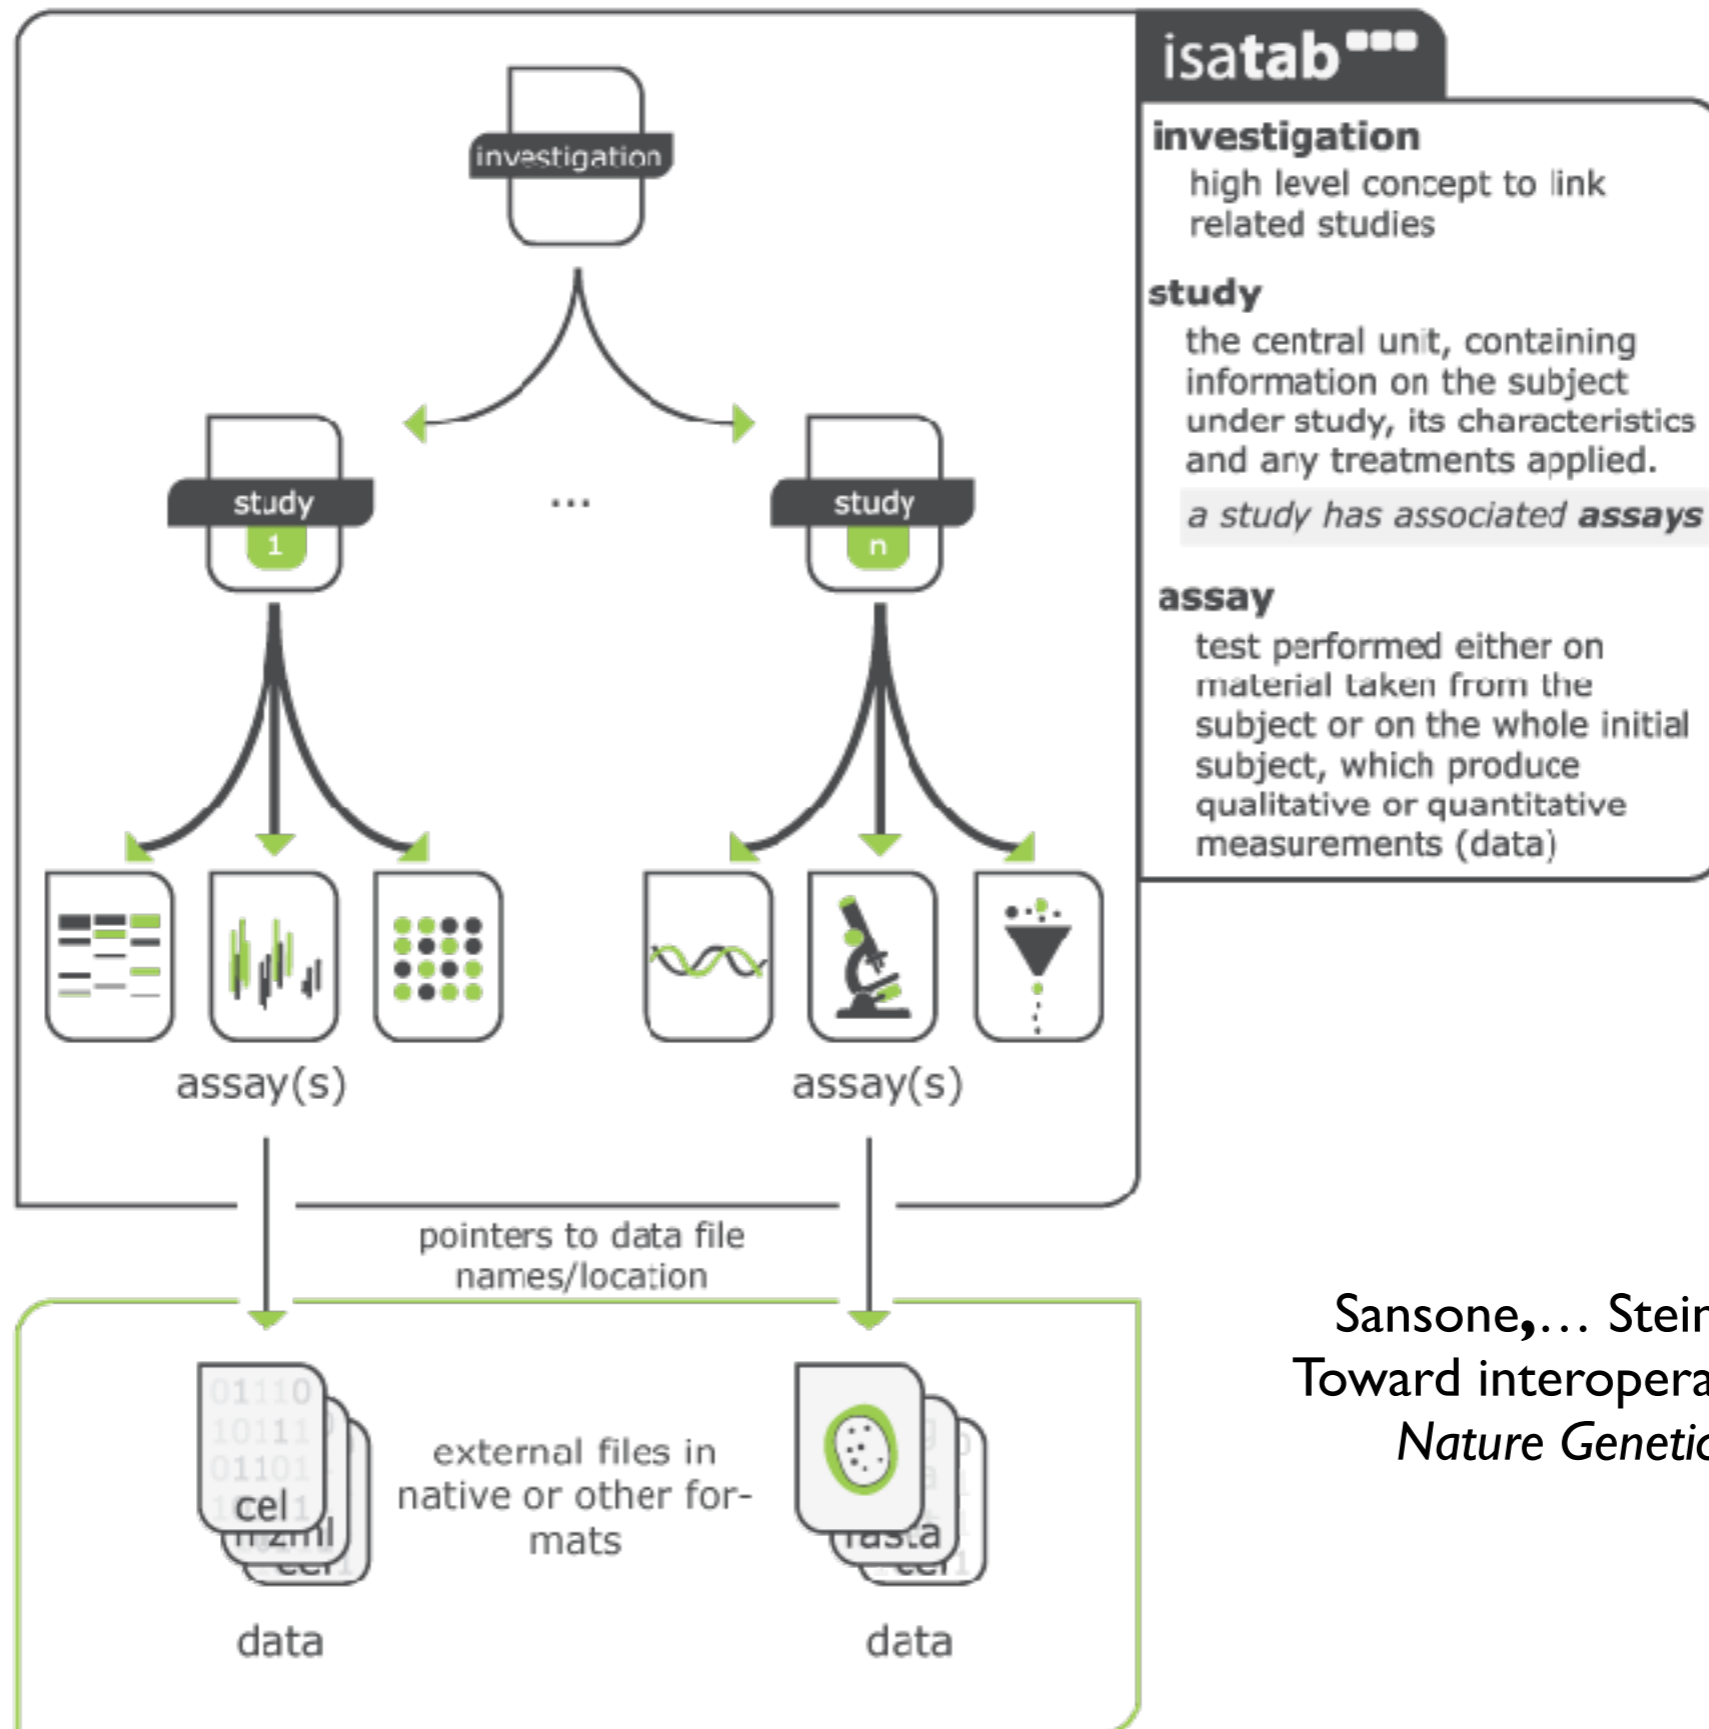 isatab
investigation
high level concept to link
related studies
study
the central unit, containing
information on the subject
under study, its characteristics
and any treatments applied.
a study has associated assays
assay
test performed either on
material taken from the
subject or on the whole initial
subject, which produce
qualitative or quantitative
measurements (data)
investigation
study
1
...
study
n
assay(s)
assay(s)
pointers to data file
names/location
01110
cel
external files in
native or other for-
mats
fasta
data
data
Sansone,… Stein
Toward interopera
Nature Genetic